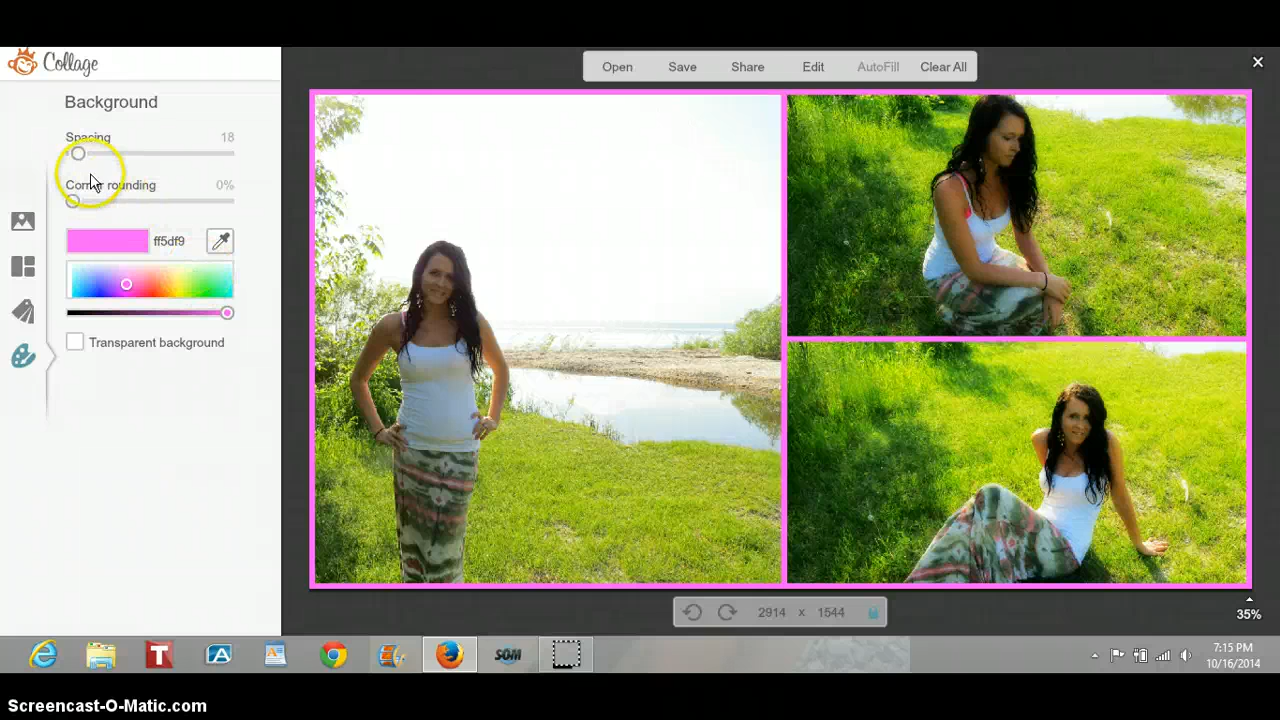 Collage
Open Save Share Edit AutoFill Clear All
Background
Spacing 18
Corner rounding 0%
ff5df9
Transparent background
2914 x 1544
35%
T
A
SOM
7:15 PM
10/16/2014
Screencast-O-Matic.com